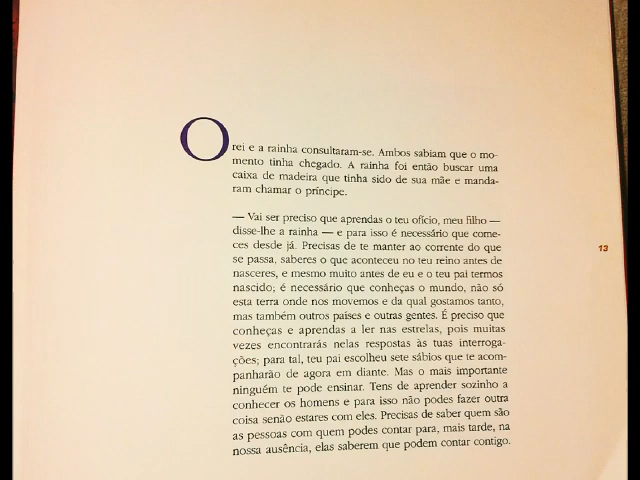 O rei e a rainha consultaram-se. Ambos sabiam que o mo-
mento tinha chegado. A rainha foi então buscar uma
caixa de madeira que tinha sido de sua mãe e manda-
ram chamar o príncipe.
— Vai ser preciso que aprendas o teu ofício, meu filho —
disse-lhe a rainha — e para isso é necessário que come-
ces desde já. Precisas de te manter ao corrente do que
se passa, saberes o que aconteceu no teu reino antes de
nasceres, e mesmo muito antes de eu e o teu pai termos
nascido; é necessário que conheças o mundo, não só
esta terra onde nos movemos e da qual gostamos tanto,
mas também outros países e outras gentes. É preciso que
conheças e aprendas a ler nas estrelas, pois muitas
vezes encontrarás nelas respostas às tuas interroga-
ções; para tal, teu pai escolheu sete sábios que te acom-
panharão de agora em diante. Mas o mais importante
ninguém te pode ensinar. Tens de aprender sozinho a
conhecer os homens e para isso não podes fazer outra
coisa senão estares com eles. Precisas de saber quem são
as pessoas com quem podes contar para, mais tarde, na
nossa ausência, elas saberem que podem contar contigo.
13